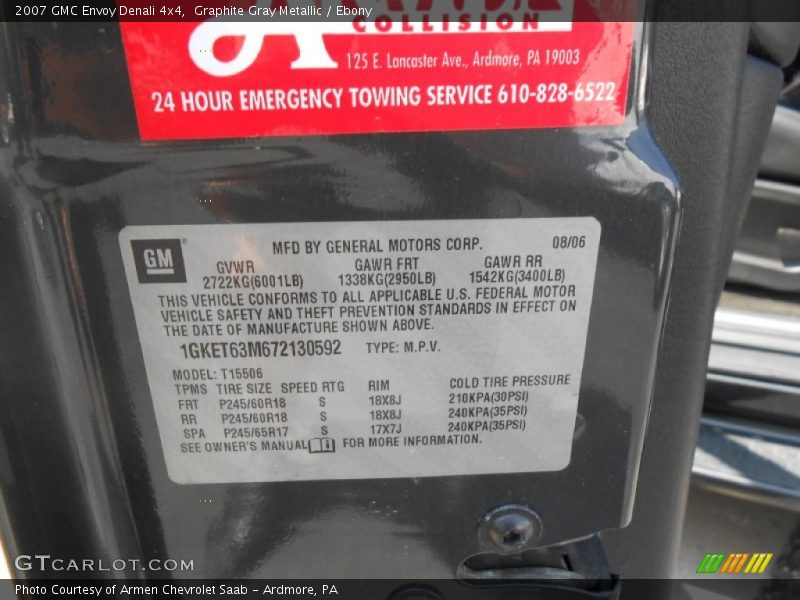 2007 GMC Envoy Denali 4x4, Graphite Gray Metallic / Ebony
COLLISION
125 E. Lancaster Ave., Ardmore, PA 19003
24 HOUR EMERGENCY TOWING SERVICE 610-828-6522
GM
MFD BY GENERAL MOTORS CORP. 08/06
GVWR GAWR FRT GAWR RR
2722KG(6001LB) 1338KG(2950LB) 1542KG(3400LB)
THIS VEHICLE CONFORMS TO ALL APPLICABLE U.S. FEDERAL MOTOR
VEHICLE SAFETY AND THEFT PREVENTION STANDARDS IN EFFECT ON
THE DATE OF MANUFACTURE SHOWN ABOVE.
1GKET63M672130592 TYPE: M.P.V.
MODEL: T15506
TPMS TIRE SIZE SPEED RTG RIM COLD TIRE PRESSURE
FRT P245/60R18 S 18X8J 210KPA(30PSI)
RR P245/60R18 S 18X8J 240KPA(35PSI)
SPA P245/65R17 S 17X7J 240KPA(35PSI)
SEE OWNER'S MANUAL FOR MORE INFORMATION.
GTCARLOT.COM
Photo Courtesy of Armen Chevrolet Saab - Ardmore, PA